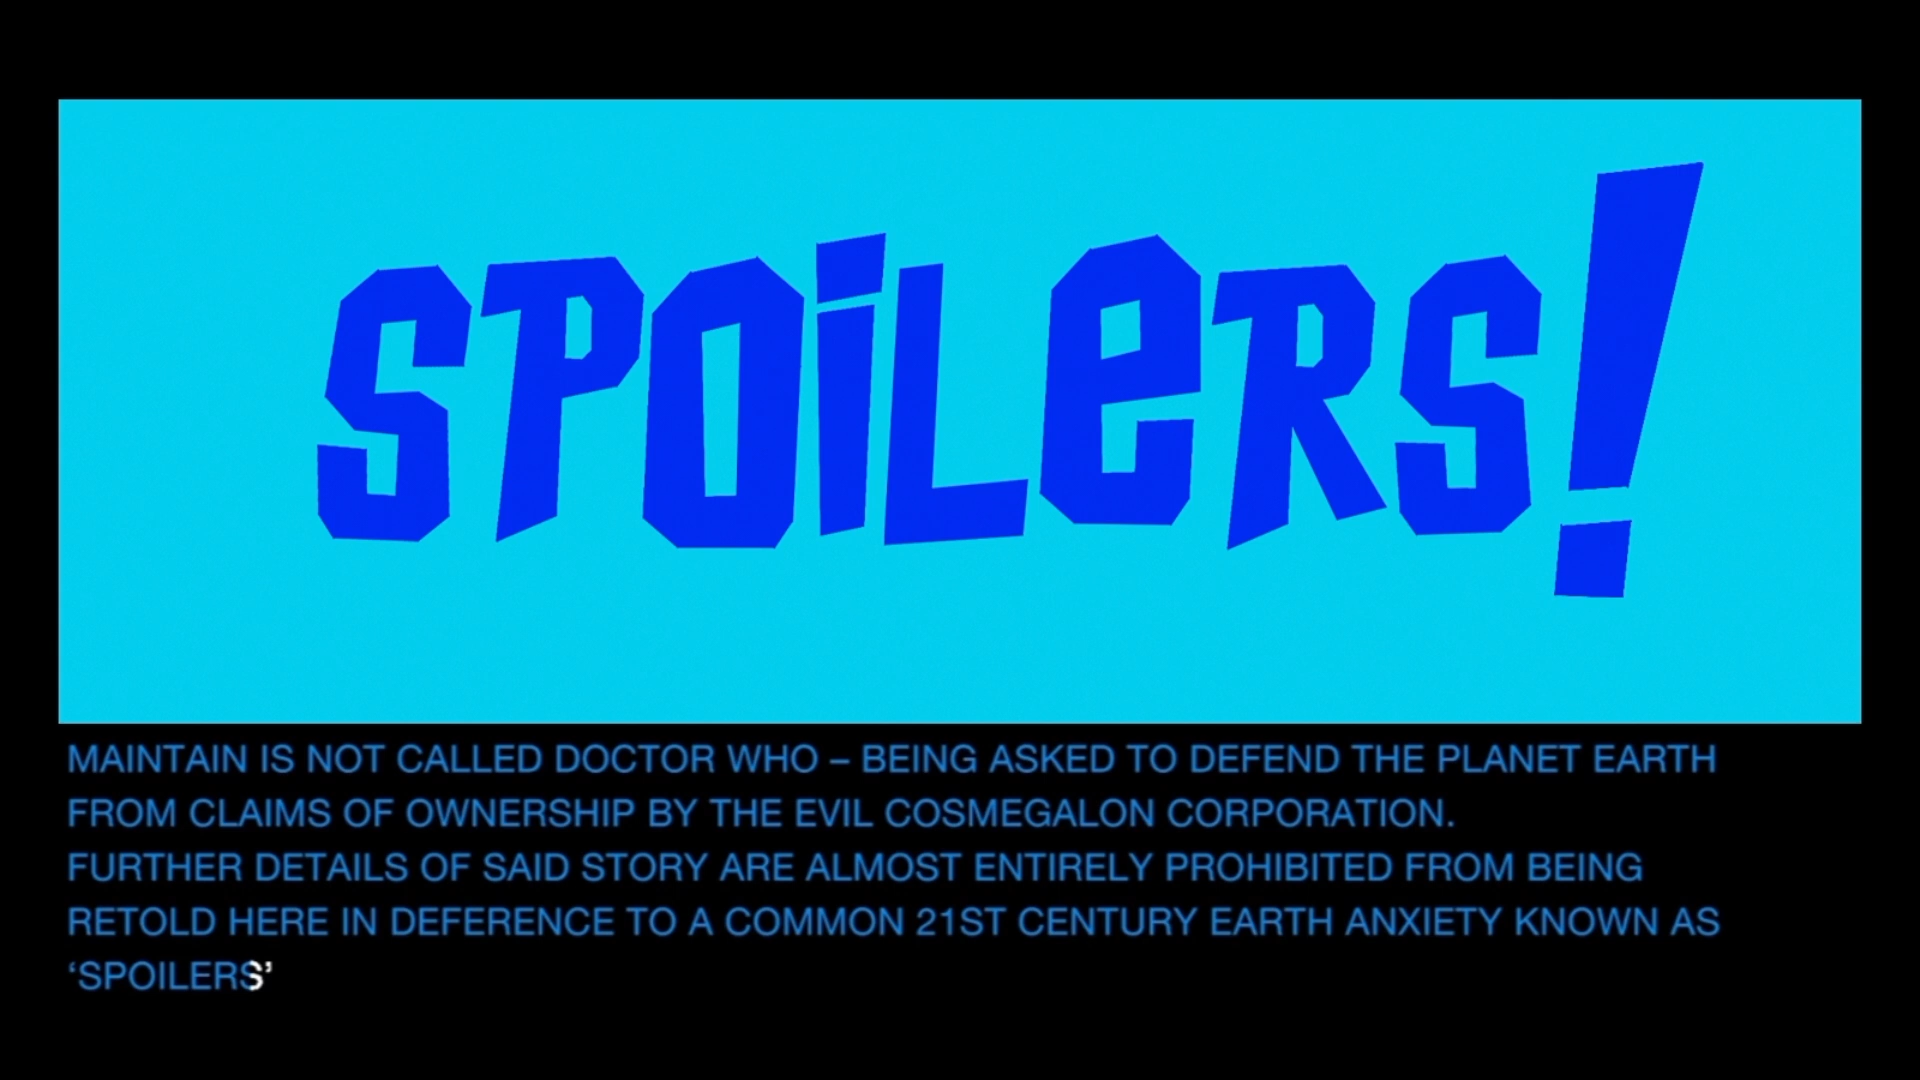 SPOiLeRS!
MAINTAIN IS NOT CALLED DOCTOR WHO – BEING ASKED TO DEFEND THE PLANET EARTH
FROM CLAIMS OF OWNERSHIP BY THE EVIL COSMEGALON CORPORATION.
FURTHER DETAILS OF SAID STORY ARE ALMOST ENTIRELY PROHIBITED FROM BEING
RETOLD HERE IN DEFERENCE TO A COMMON 21ST CENTURY EARTH ANXIETY KNOWN AS
‘SPOILERS’